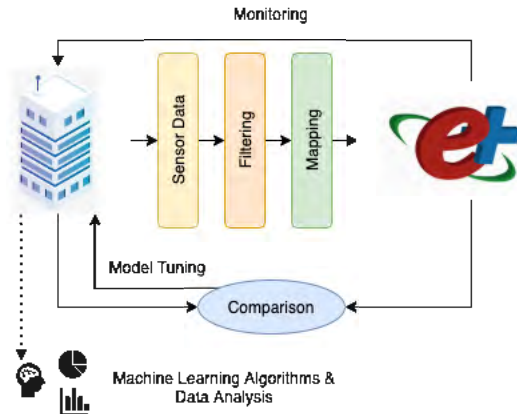 Monitoring
Sensor Data
Filtering
Mapping
e+
Model Tuning
Comparison
Machine Learning Algorithms &
Data Analysis